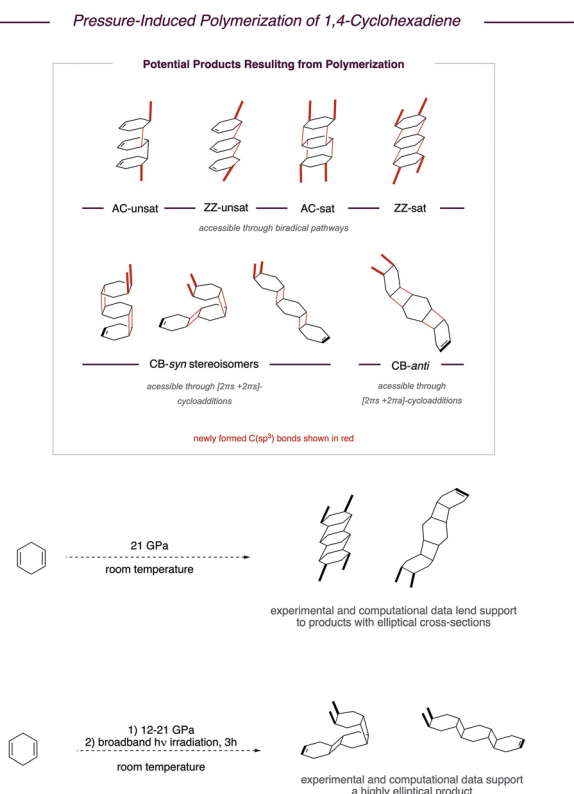 Pressure-Induced Polymerization of 1,4-Cyclohexadiene
Potential Products Resulitng from Polymerization
AC-unsat
ZZ-unsat
AC-sat
ZZ-sat
accessible through biradical pathways
CB-syn stereoisomers
CB-anti
acessible through [2πs +2πs]-
cycloadditions
acessible through
[2πs +2πa]-cycloadditions
newly formed C(sp³) bonds shown in red
21 GPa
room temperature
experimental and computational data lend support
to products with elliptical cross-sections
1) 12-21 GPa
2) broadband hν irradiation, 3h
room temperature
experimental and computational data support
a highly elliptical product